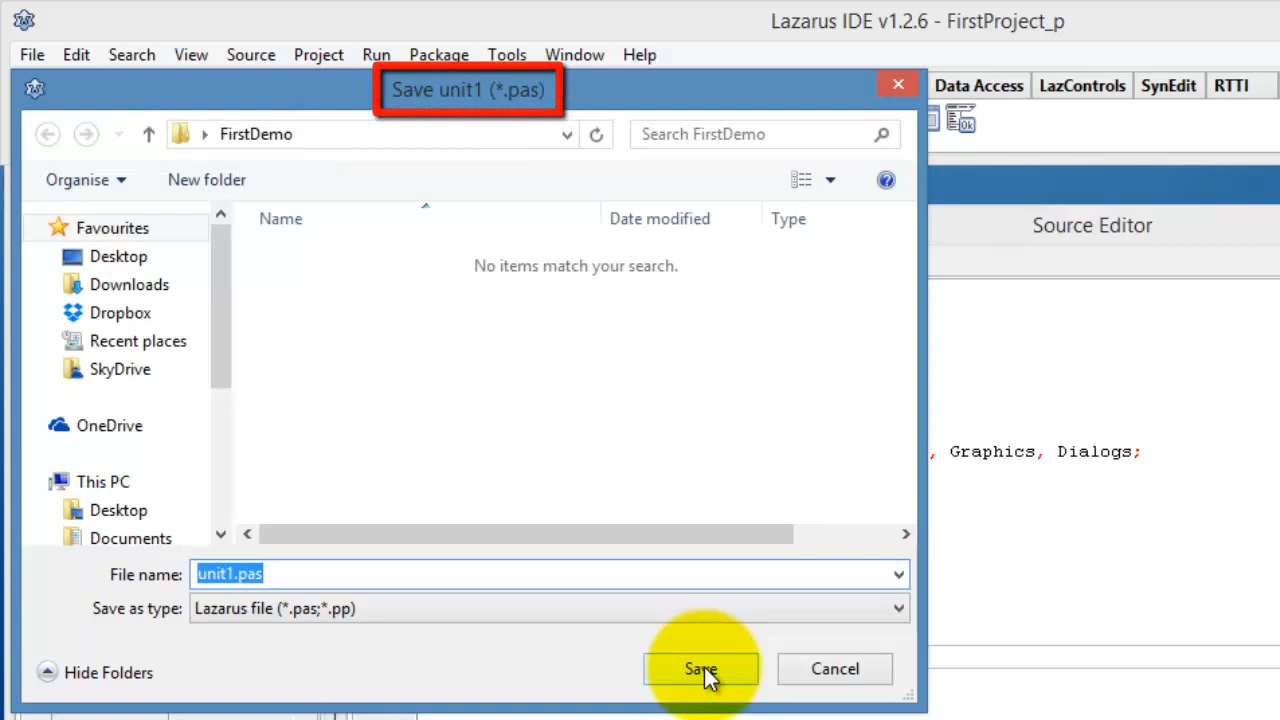 Lazarus IDE v1.2.6 - FirstProject_p
File Edit Search View Source Project Run Package Tools Window Help
Save unit1 (*.pas)
Data Access LazControls SynEdit RTTI
FirstDemo
Search FirstDemo
Ok
Organise New folder
Source Editor
Name Date modified Type
No items match your search.
Favourites
Desktop
Downloads
Dropbox
Recent places
SkyDrive
OneDrive
This PC
Desktop
Documents
, Graphics, Dialogs;
File name: unit1.pas
Save as type: Lazarus file (*.pas;*.pp)
Hide Folders
Save Cancel